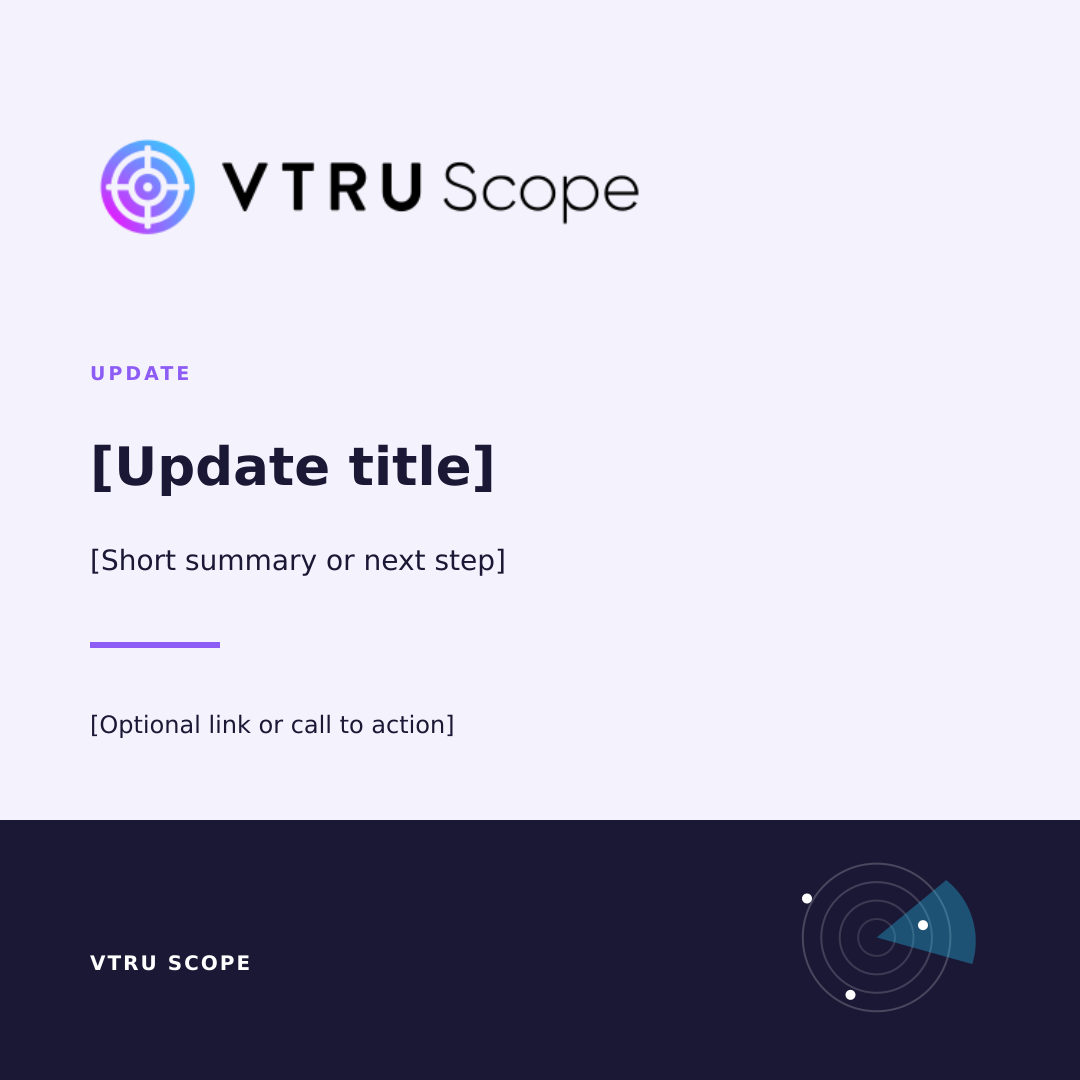 VTRU Scope
UPDATE
[Update title]
[Short summary or next step]
[Optional link or call to action]
VTRU SCOPE